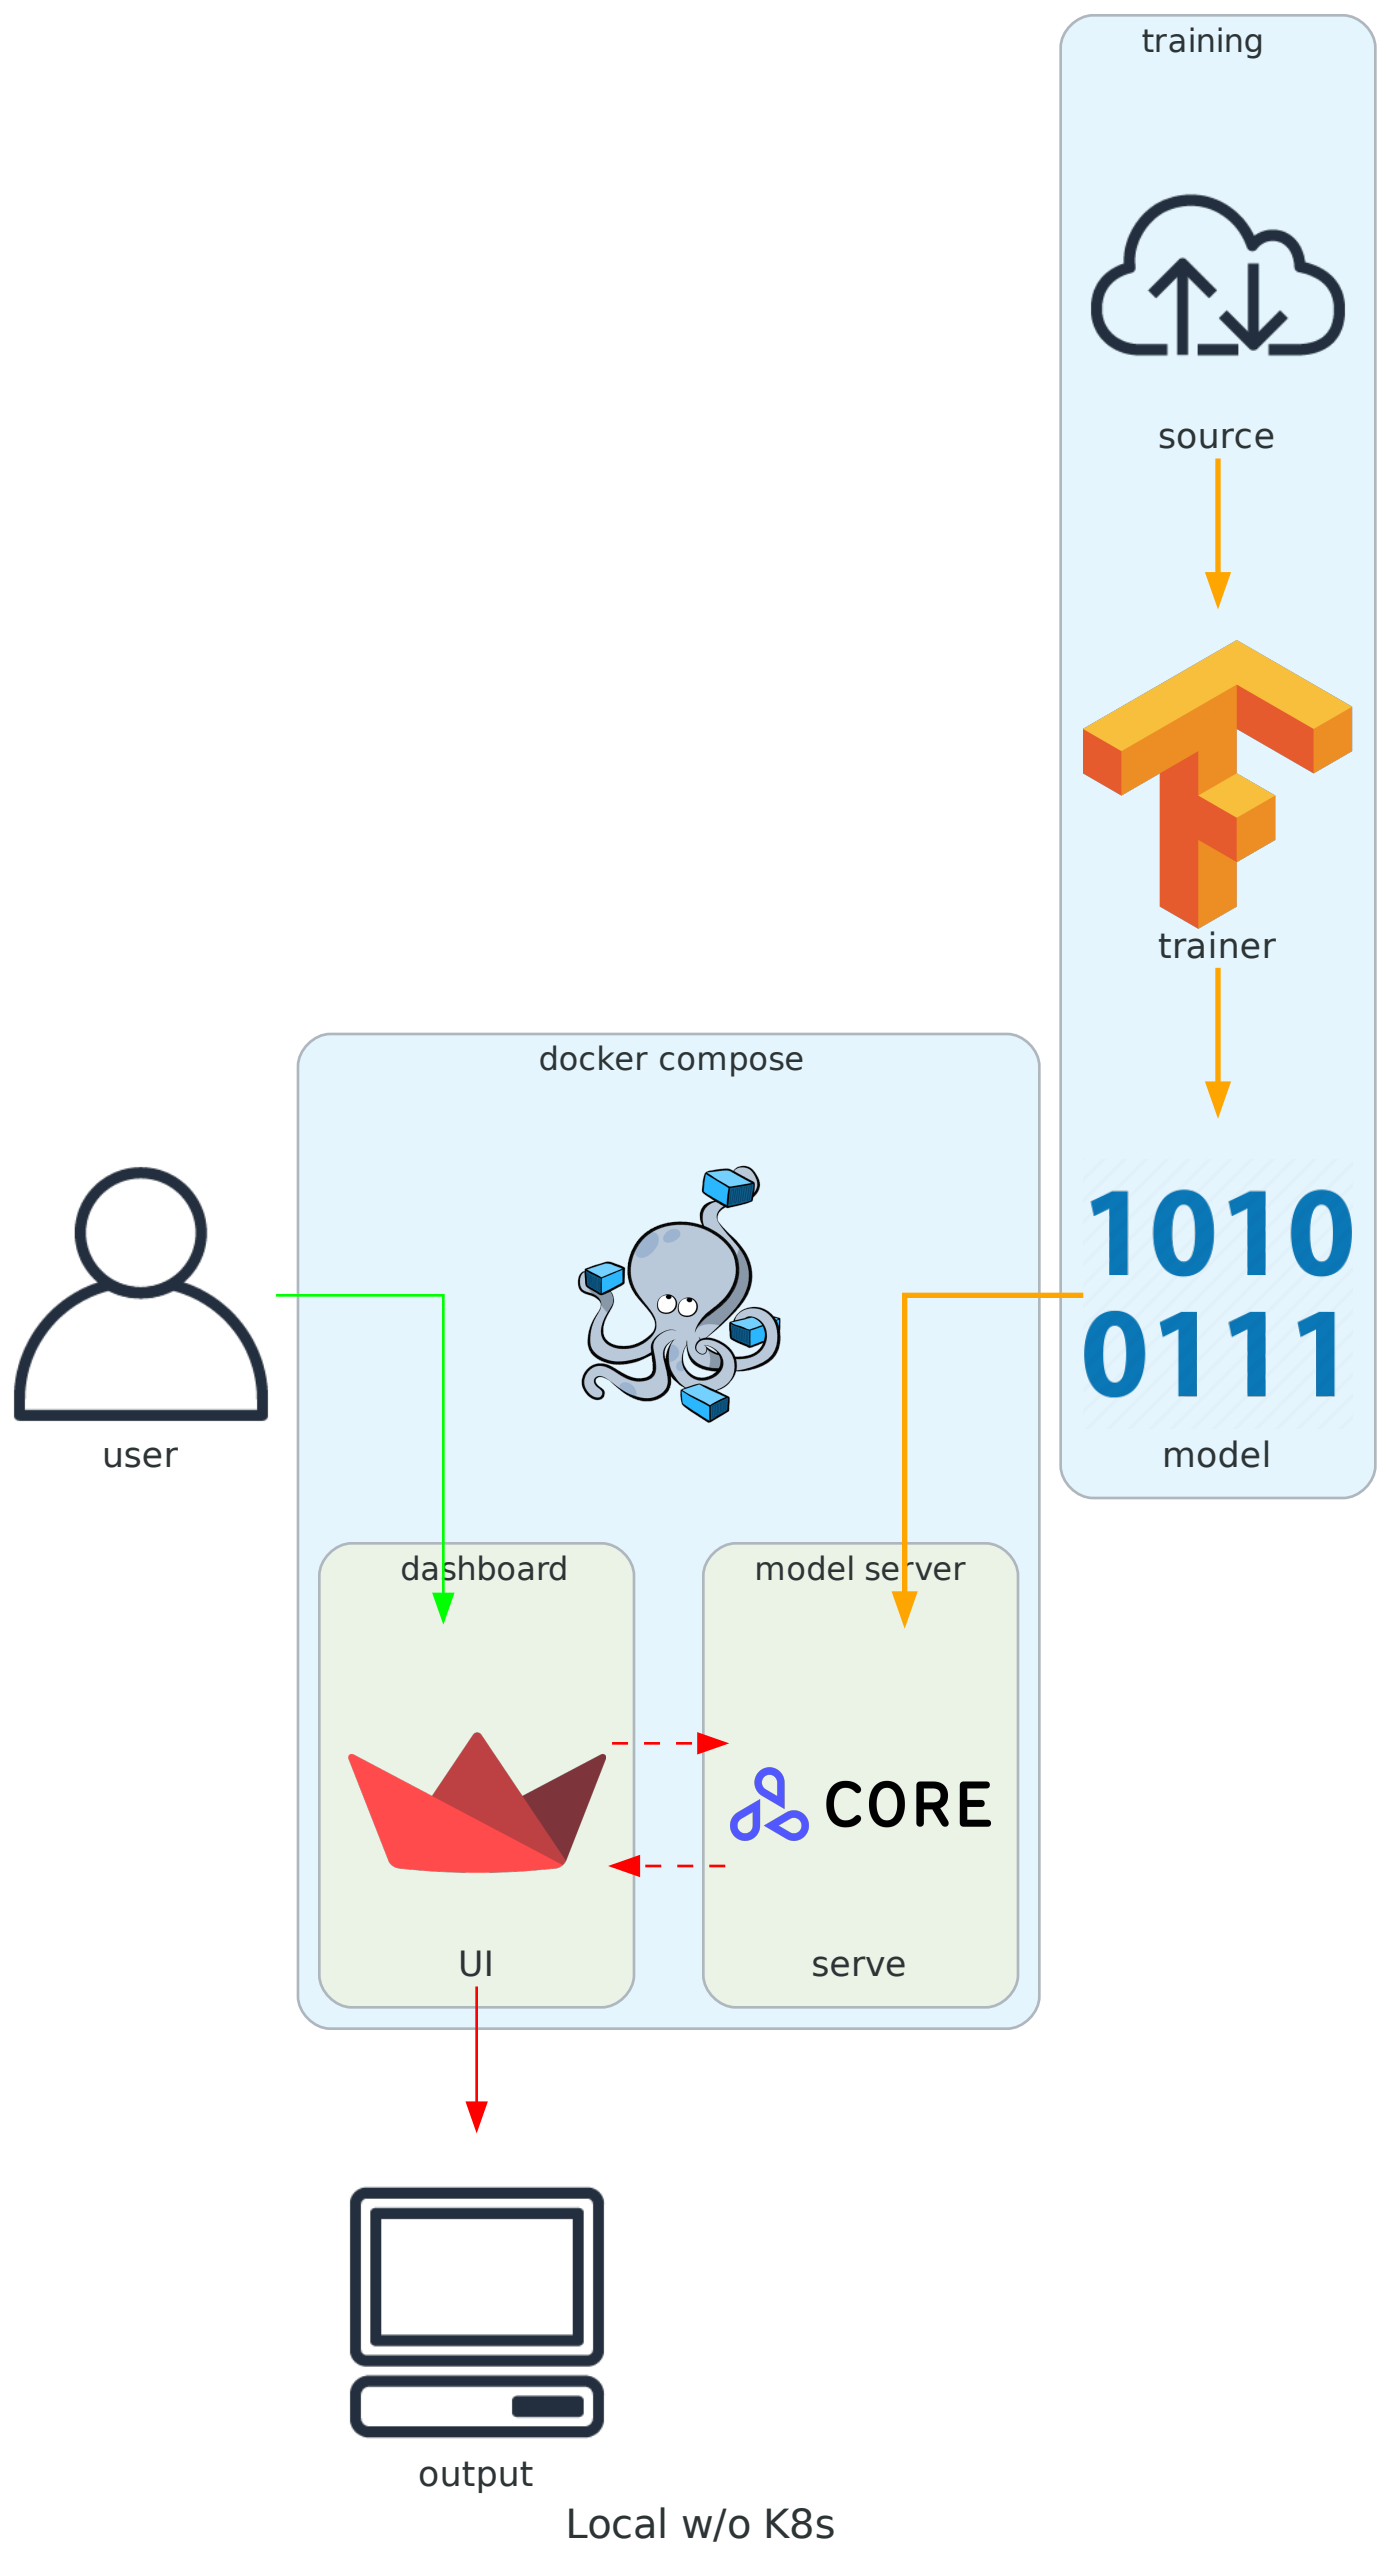 training
source
trainer
docker compose
1010
0111
user
model
dashboard
model server
CORE
UI
serve
output
Local w/o K8s